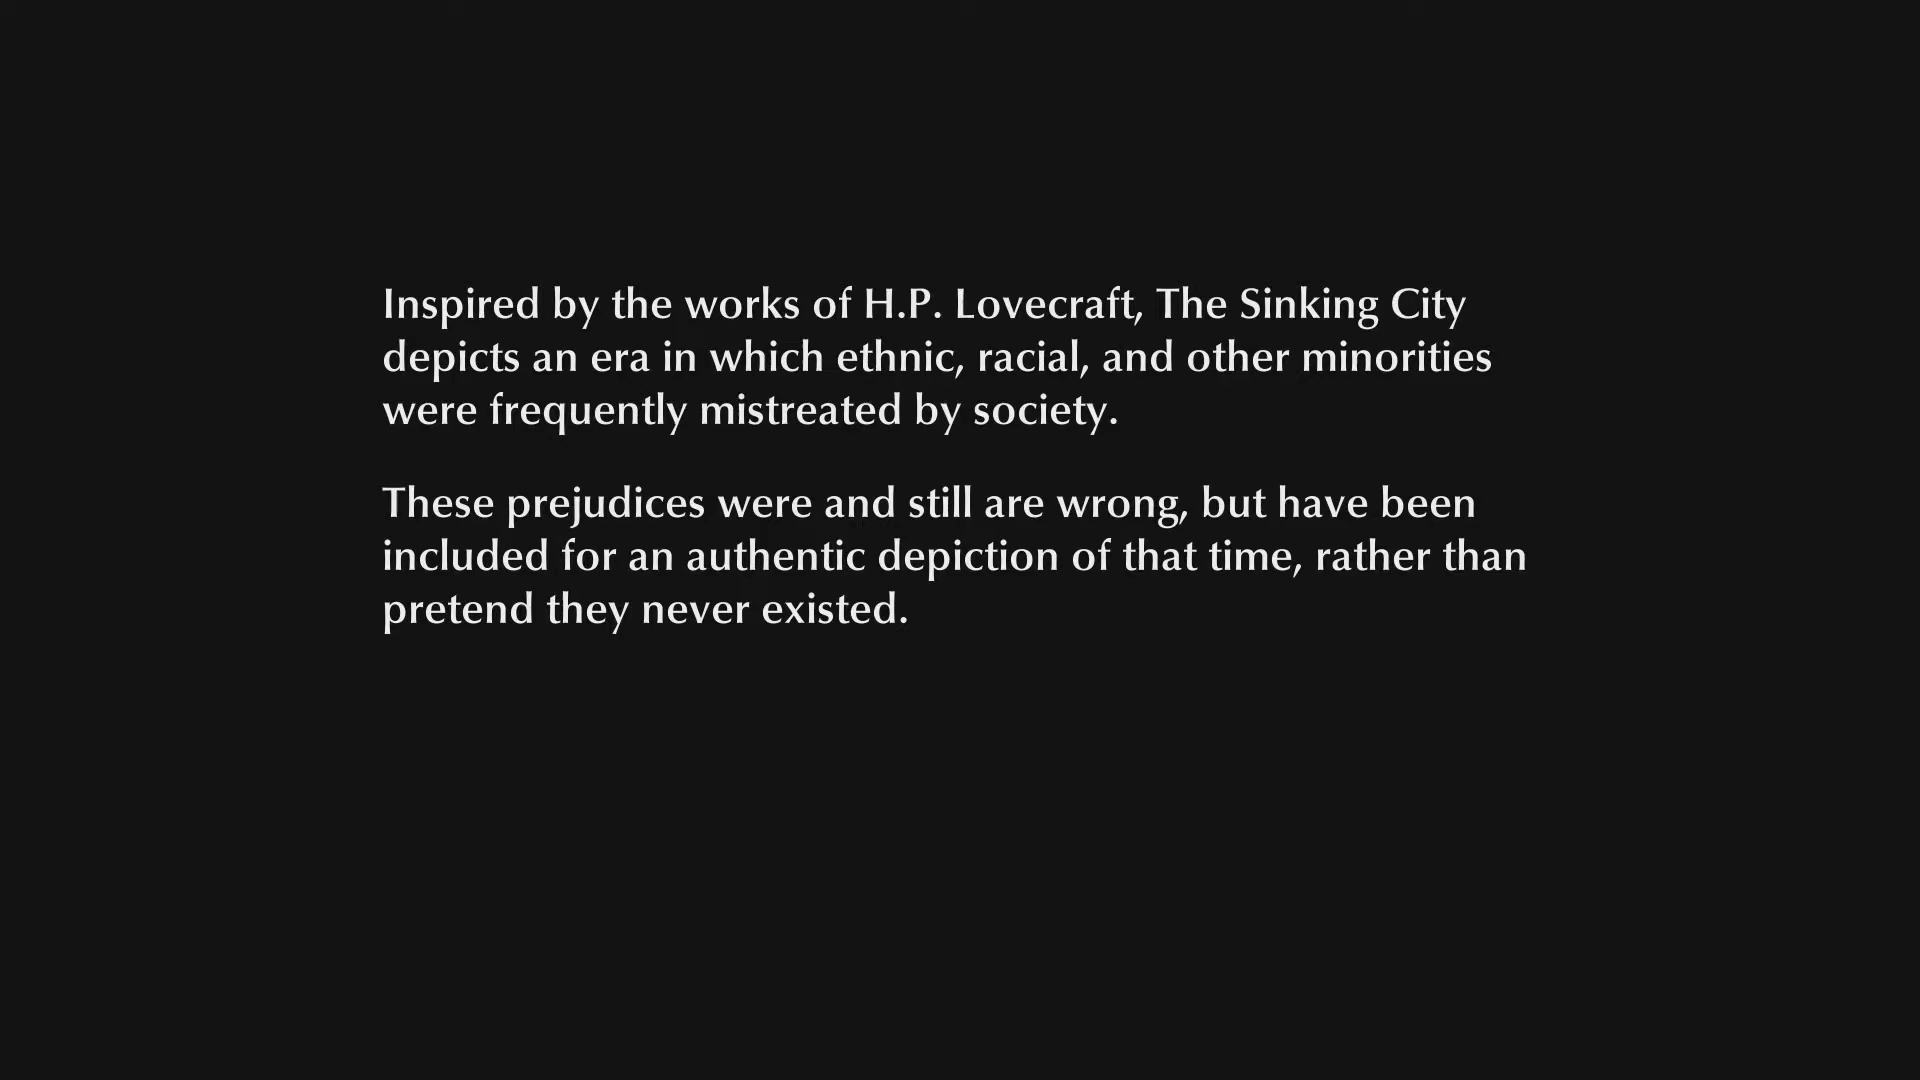 Inspired by the works of H.P. Lovecraft, The Sinking City
depicts an era in which ethnic, racial, and other minorities
were frequently mistreated by society.
These prejudices were and still are wrong, but have been
included for an authentic depiction of that time, rather than
pretend they never existed.